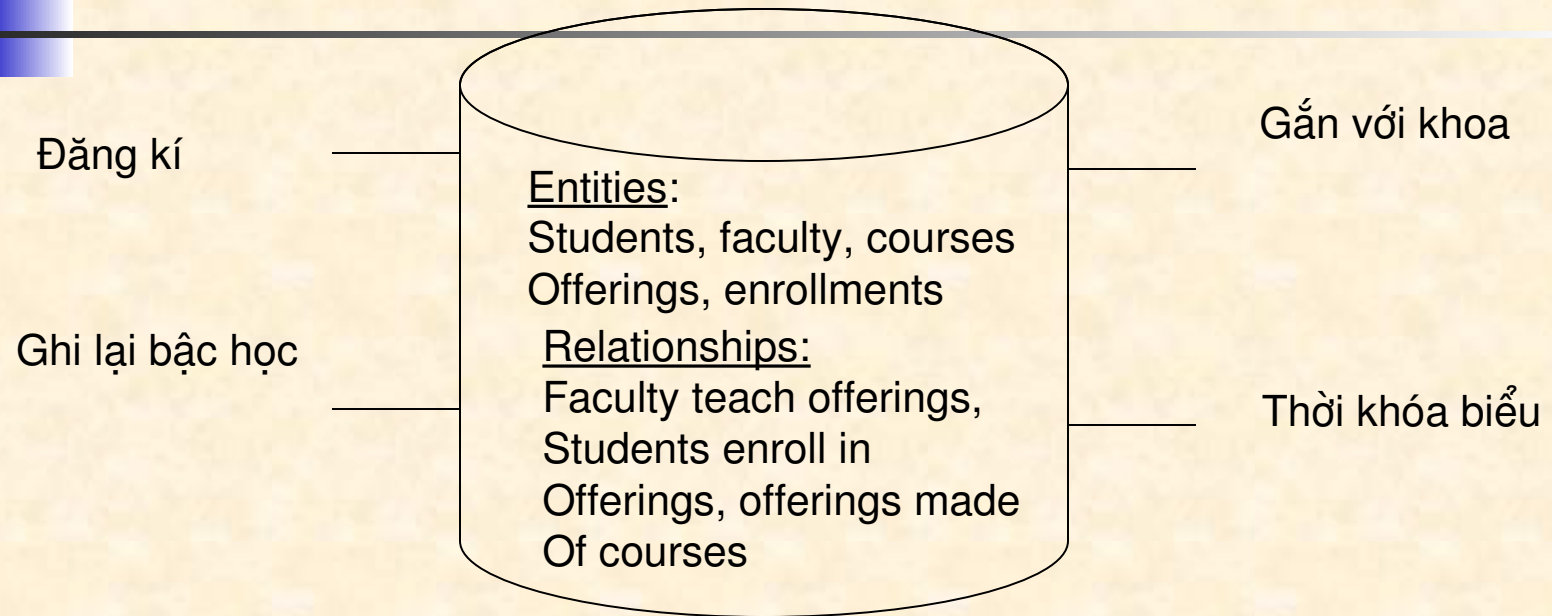 Đăng kí
Gắn với khoa
Entities:
Students, faculty, courses
Offerings, enrollments
Ghi lại bậc học
Relationships:
Faculty teach offerings,
Students enroll in
Offerings, offerings made
Of courses
Thời khóa biểu